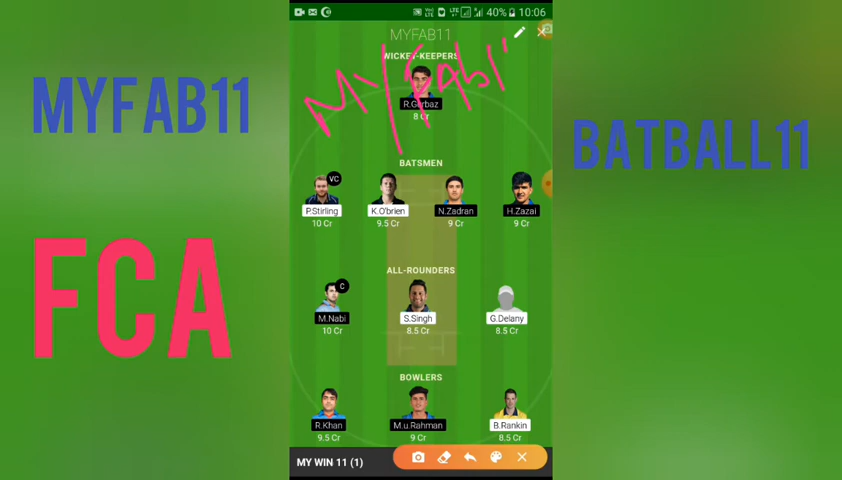 40% 10:06
MYFAB11
WICKET-KEEPERS
MYFab11
R.Gurbaz
8 Cr
MYFAB11
BATBALL11
BATSMEN
VC
P.Stirling K.O'brien N.Zadran H.Zazai
10 Cr 9.5 Cr 9 Cr 9 Cr
FCA
ALL-ROUNDERS
C
M.Nabi S.Singh G.Delany
10 Cr 8.5 Cr 8.5 Cr
BOWLERS
R.Khan M.u.Rahman B.Rankin
9.5 Cr 9 Cr 8.5 Cr
MY WIN 11 (1)